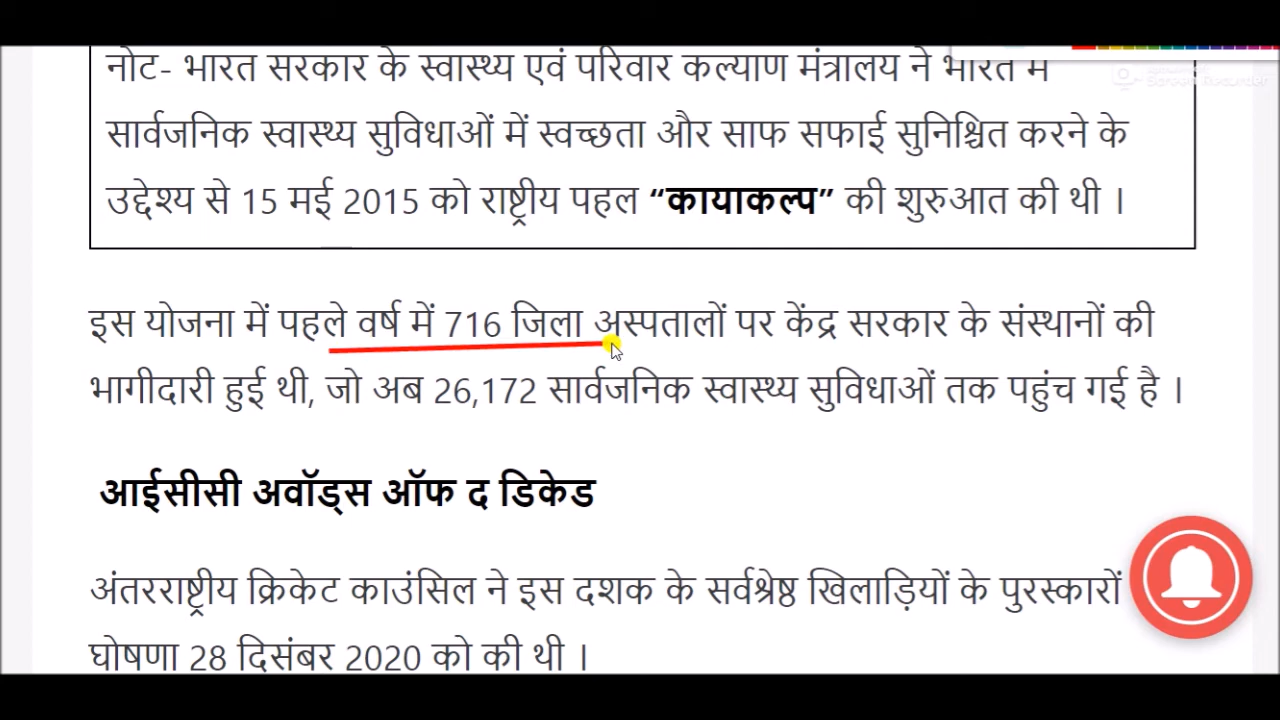 नोट- भारत सरकार के स्वास्थ्य एवं परिवार कल्याण मंत्रालय ने भारत में
सार्वजनिक स्वास्थ्य सुविधाओं में स्वच्छता और साफ सफाई सुनिश्चित करने के
उद्देश्य से 15 मई 2015 को राष्ट्रीय पहल “कायाकल्प” की शुरुआत की थी ।
इस योजना में पहले वर्ष में 716 जिला अस्पतालों पर केंद्र सरकार के संस्थानों की
भागीदारी हुई थी, जो अब 26,172 सार्वजनिक स्वास्थ्य सुविधाओं तक पहुंच गई है ।
आईसीसी अवॉड्स ऑफ द डिकेड
अंतरराष्ट्रीय क्रिकेट काउंसिल ने इस दशक के सर्वश्रेष्ठ खिलाड़ियों के पुरस्कारों
घोषणा 28 दिसंबर 2020 को की थी ।